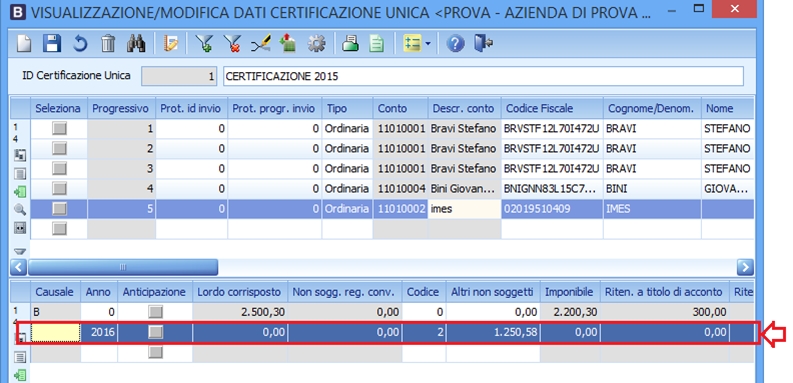 B VISUALIZZAZIONE/MODIFICA DATI CERTIFICAZIONE UNICA <PROVA - AZIENDA DI PROVA ...
ID Certificazione Unica 1 CERTIFICAZIONE 2015
Seleziona Progressivo Prot. id invio Prot. progr. invio Tipo Conto Descr. conto Codice Fiscale Cognome/Denom. Nome
1 0 0 Ordinaria 11010001 Bravi Stefano BRVSTF12L70I472U BRAVI STEFANO
2 0 0 Ordinaria 11010001 Bravi Stefano BRVSTF12L70I472U BRAVI STEFANO
3 0 0 Ordinaria 11010001 Bravi Stefano BRVSTF12L70I472U BRAVI STEFANO
4 0 0 Ordinaria 11010004 Bini Giovan... BNIGNN83L15C7... BINI GIOVA...
5 0 0 Ordinaria 11010002 imes 02019510409 IMES
1
4
Causale Anno Anticipazione Lordo corrisposto Non sogg. reg. conv. Codice Altri non soggetti Imponibile Riten. a titolo di acconto Rite
B 0 2.500,30 0,00 0 0,00 2.200,30 300,00
2016 0,00 0,00 2 1.250,58 0,00 0,00
1
4